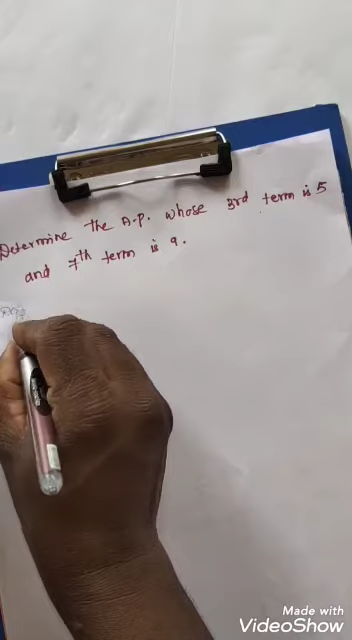 Determine the A.P. whose 3rd term is 5
and 7th term is 9.
Made with
VideoShow